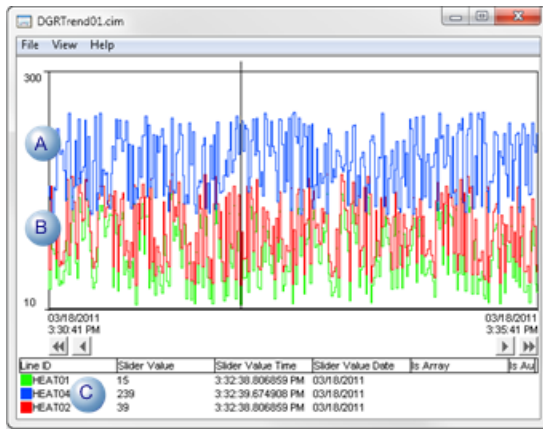 DGRTrend01.cim
File View Help
300
A
B
10
03/18/2011 03/18/2011
3:30:41 PM 3:35:41 PM
Line ID Slider Value Slider Value Time Slider Value Date Is Array Is Au
HEAT01 15 3:32:38.806859 PM 03/18/2011
HEAT04 239 3:32:39.674908 PM 03/18/2011
C
HEAT02 39 3:32:38.806859 PM 03/18/2011